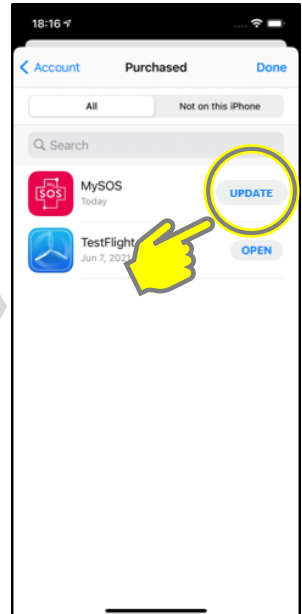 18:16
Account Purchased Done
All Not on this iPhone
Search
SOS
MySOS
Today
UPDATE
TestFlight
Jun 7, 2021
OPEN